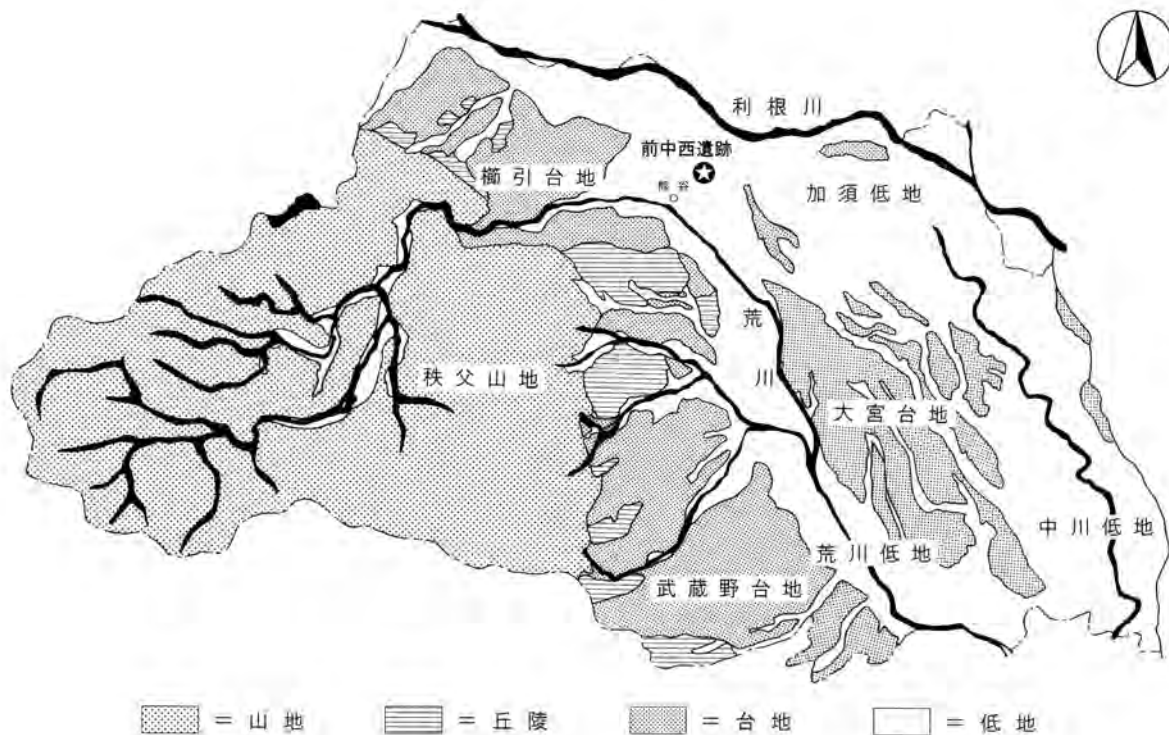 利根川
前中西遺跡
熊谷
櫛引台地
加須低地
荒川
秩父山地
大宮台地
中川低地
荒川低地
武蔵野台地
＝山地
＝丘陵
＝台地
＝低地